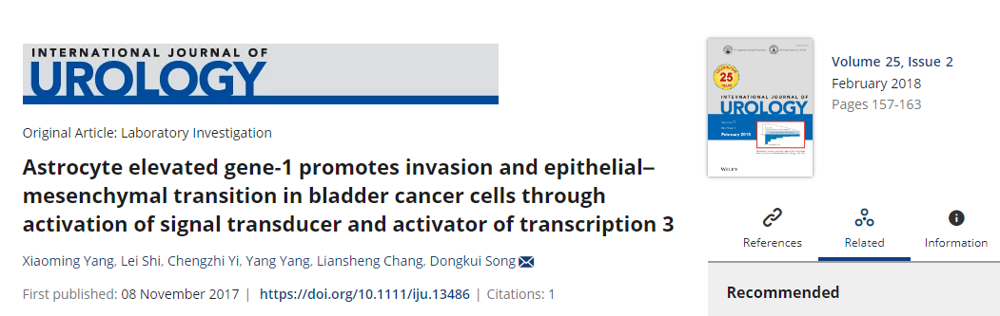 INTERNATIONAL JOURNAL OF
UROLOGY
Original Article: Laboratory Investigation
Astrocyte elevated gene-1 promotes invasion and epithelial–
mesenchymal transition in bladder cancer cells through
activation of signal transducer and activator of transcription 3
Xiaoming Yang, Lei Shi, Chengzhi Yi, Yang Yang, Liansheng Chang, Dongkui Song
First published: 08 November 2017 | https://doi.org/10.1111/iju.13486 | Citations: 1
25
INTERNATIONAL JOURNAL OF
UROLOGY
February 2018
WILEY
Volume 25, Issue 2
February 2018
Pages 157-163
References
Related
Information
Recommended